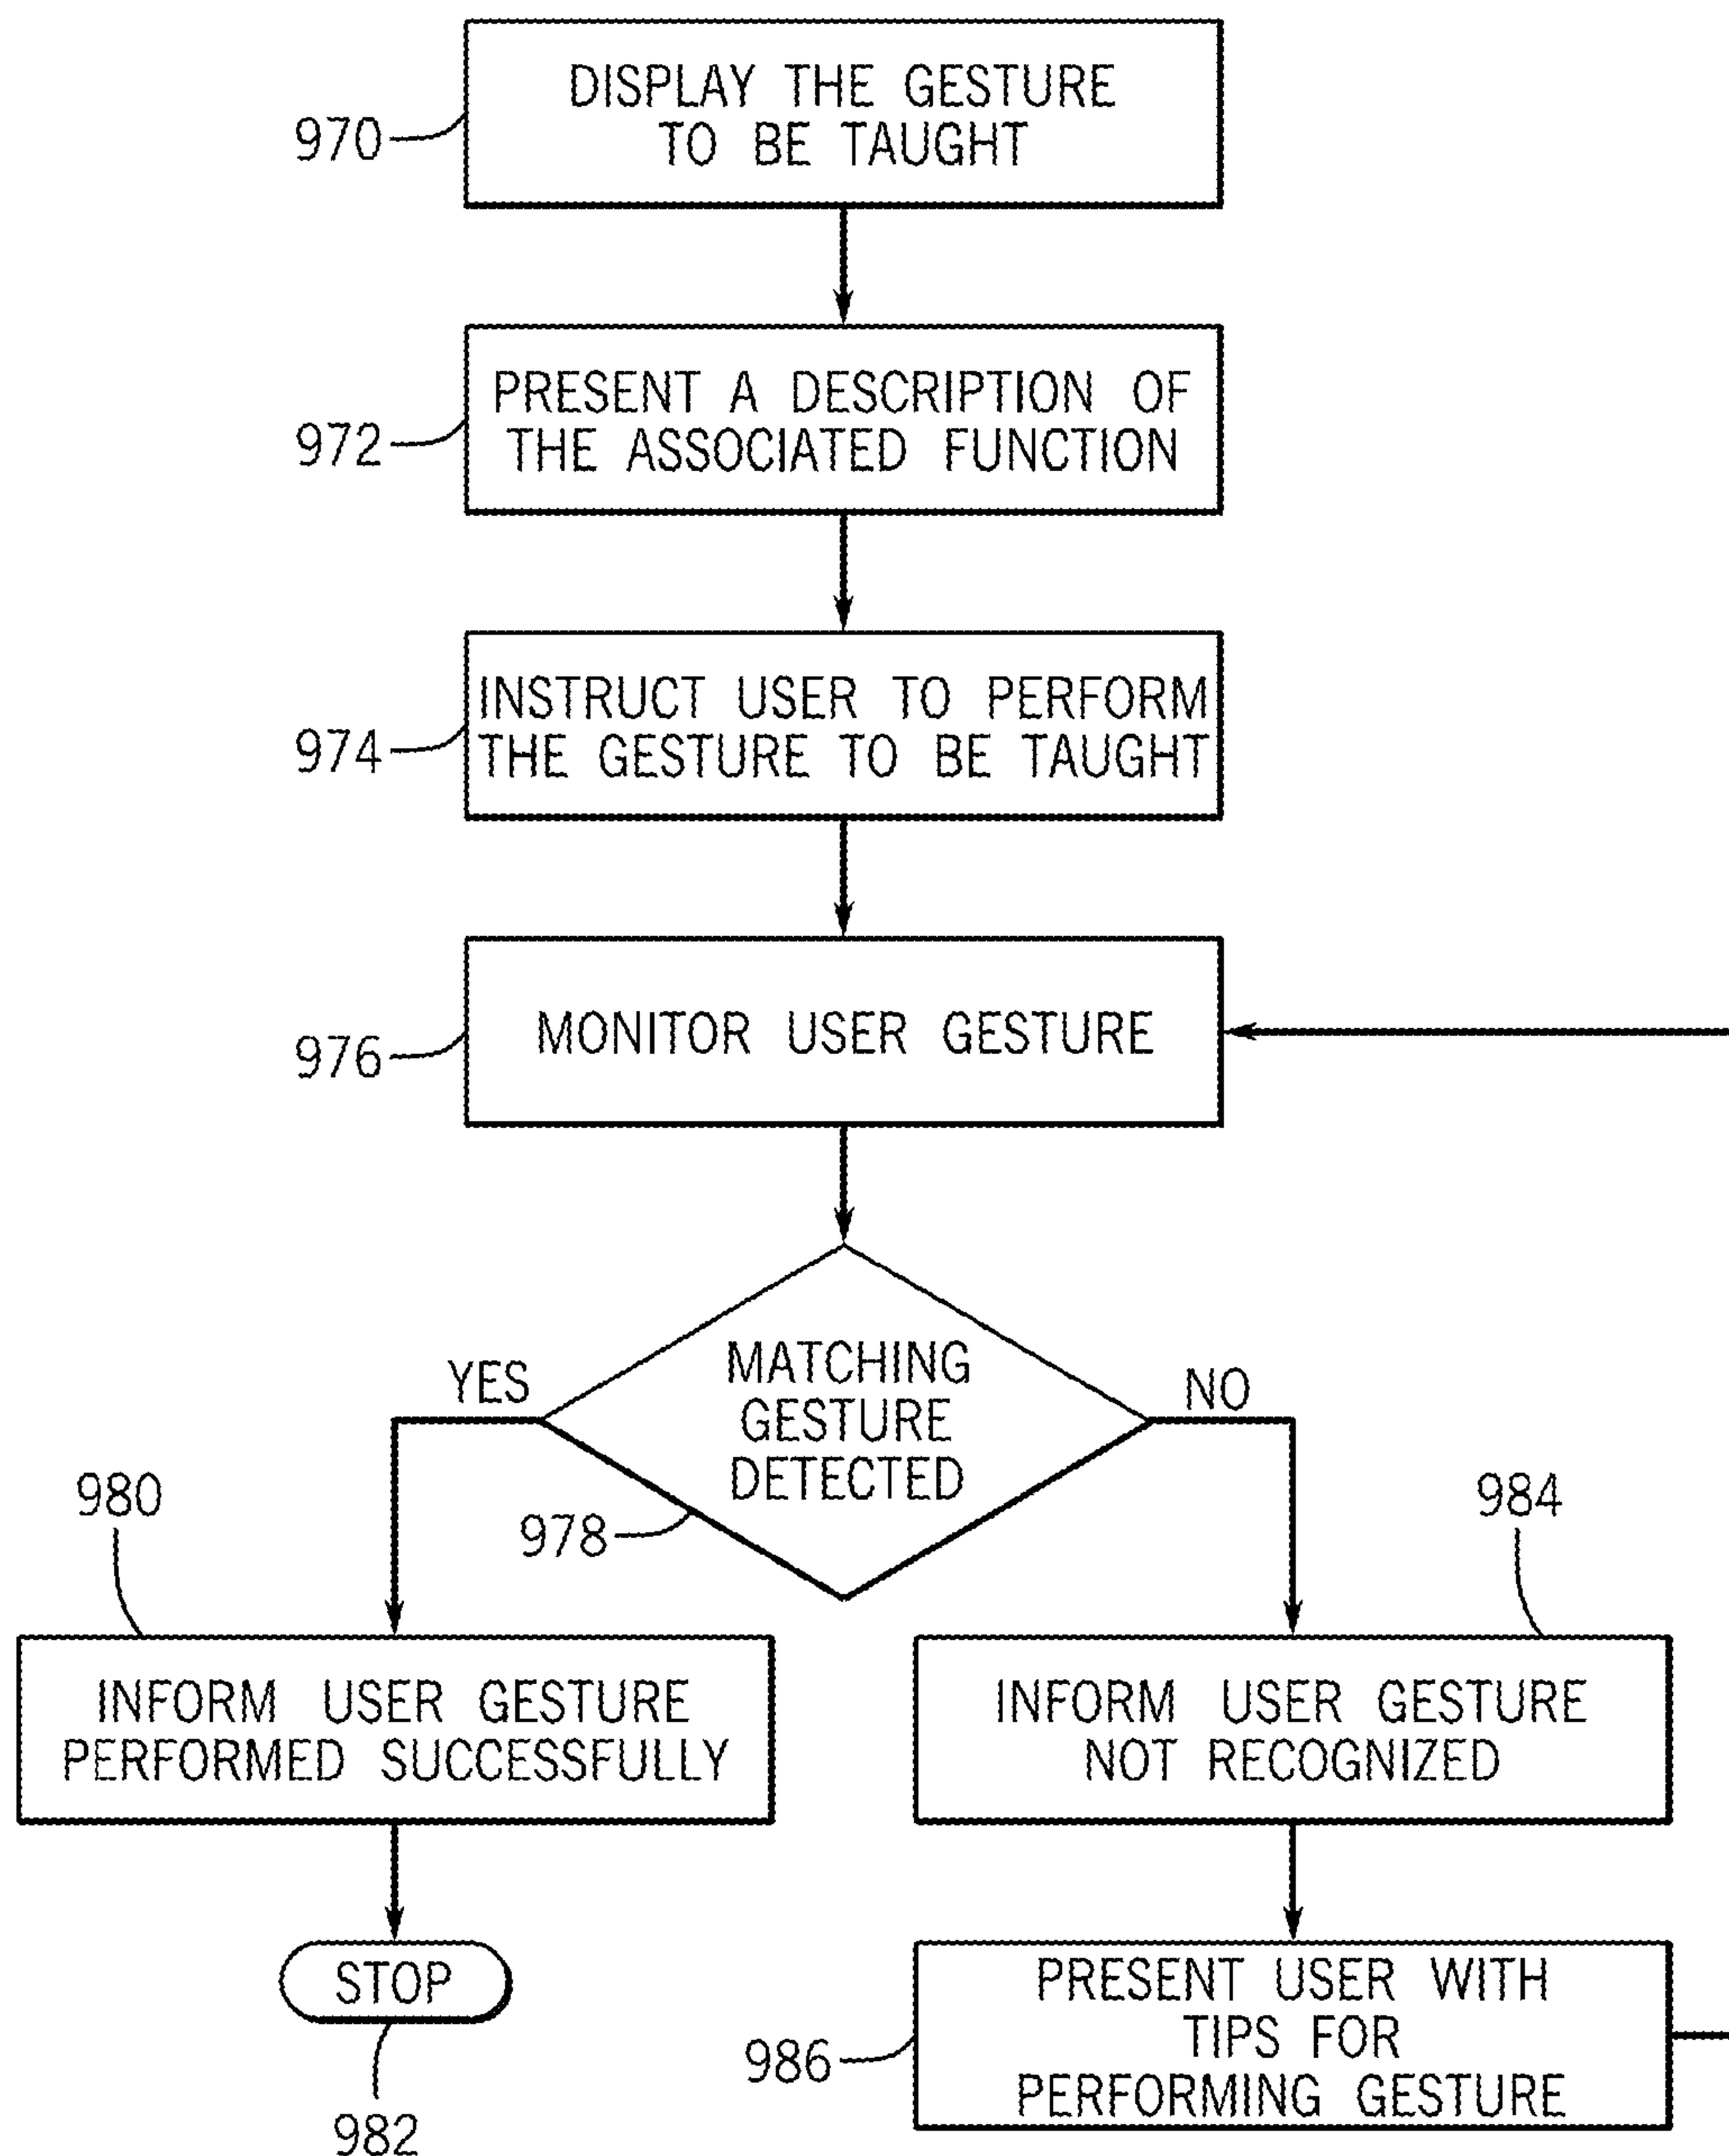 DISPLAY THE GESTURE
TO BE TAUGHT
970
PRESENT A DESCRIPTION OF
THE ASSOCIATED FUNCTION
972
INSTRUCT USER TO PERFORM
THE GESTURE TO BE TAUGHT
974
MONITOR USER GESTURE
976
MATCHING
GESTURE
DETECTED
YES
NO
978
980
984
INFORM USER GESTURE
PERFORMED SUCCESSFULLY
INFORM USER GESTURE
NOT RECOGNIZED
STOP
982
PRESENT USER WITH
TIPS FOR
PERFORMING GESTURE
986